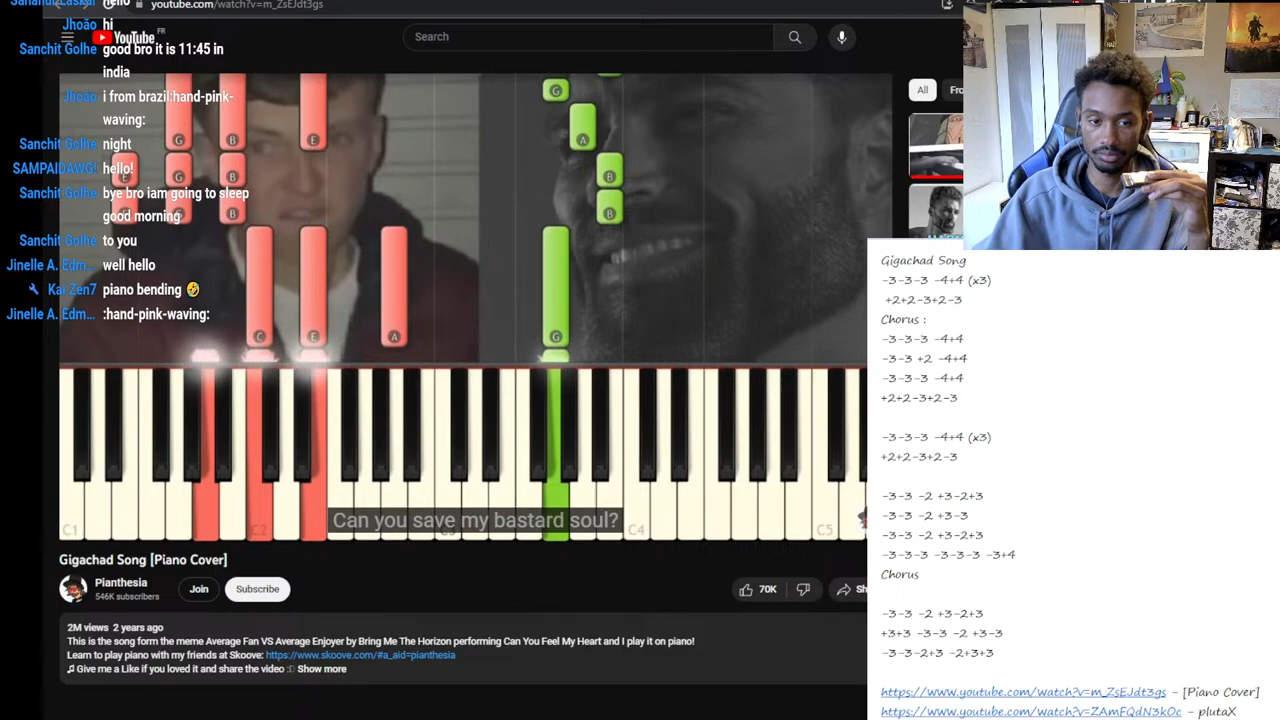 Jhoão hi
Sanchit Golhe good bro it is 11:45 in
india
Jhoão i from brazil:hand-pink-
waving:
Sanchit Golhe night
SAMPAIDAWG! hello!
Sanchit Golhe bye bro iam going to sleep
good morning
Sanchit Golhe to you
Jinelle A. Edm... well hello
Kai Zen7 piano bending 🤣
Jinelle A. Edm... :hand-pink-waving:
youtube.com/watch?v=m_ZsEJdt3gs
YouTube FR
Search
All Fro
G
A
G B E
B
E G B
G B
B
C E A G
C1 C2 C4 C5
Can you save my bastard soul?
Gigachad Song [Piano Cover]
Pianthesia
546K subscribers
Join
Subscribe
70K
Sh
2M views 2 years ago
This is the song form the meme Average Fan VS Average Enjoyer by Bring Me The Horizon performing Can You Feel My Heart and I play it on piano!
Learn to play piano with my friends at Skoove: https://www.skoove.com/#a_aid=pianthesia
♫ Give me a Like if you loved it and share the video :) Show more
Gigachad Song
-3-3-3 -4+4 (x3)
+2+2-3+2-3
Chorus :
-3-3-3 -4+4
-3-3 +2 -4+4
-3-3-3 -4+4
+2+2-3+2-3
-3-3-3 -4+4 (x3)
+2+2-3+2-3
-3-3 -2 +3-2+3
-3-3 -2 +3-3
-3-3 -2 +3-2+3
-3-3-3 -3-3-3 -3+4
Chorus
-3-3 -2 +3-2+3
+3+3 -3-3 -2 +3-3
-3-3-2+3 -2+3+3
https://www.youtube.com/watch?v=m_ZsEJdt3gs - [Piano Cover]
https://www.youtube.com/watch?v=ZAmFQdN3kOc - plutaX